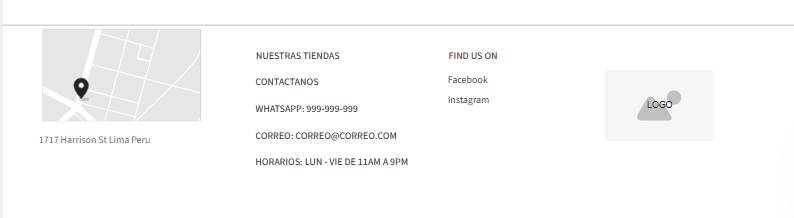 1717 Harrison St Lima Peru
NUESTRAS TIENDAS
CONTACTANOS
WHATSAPP: 999-999-999
CORREO: CORREO@CORREO.COM
HORARIOS: LUN - VIE DE 11AM A 9PM
FIND US ON
Facebook
Instagram
LOGO